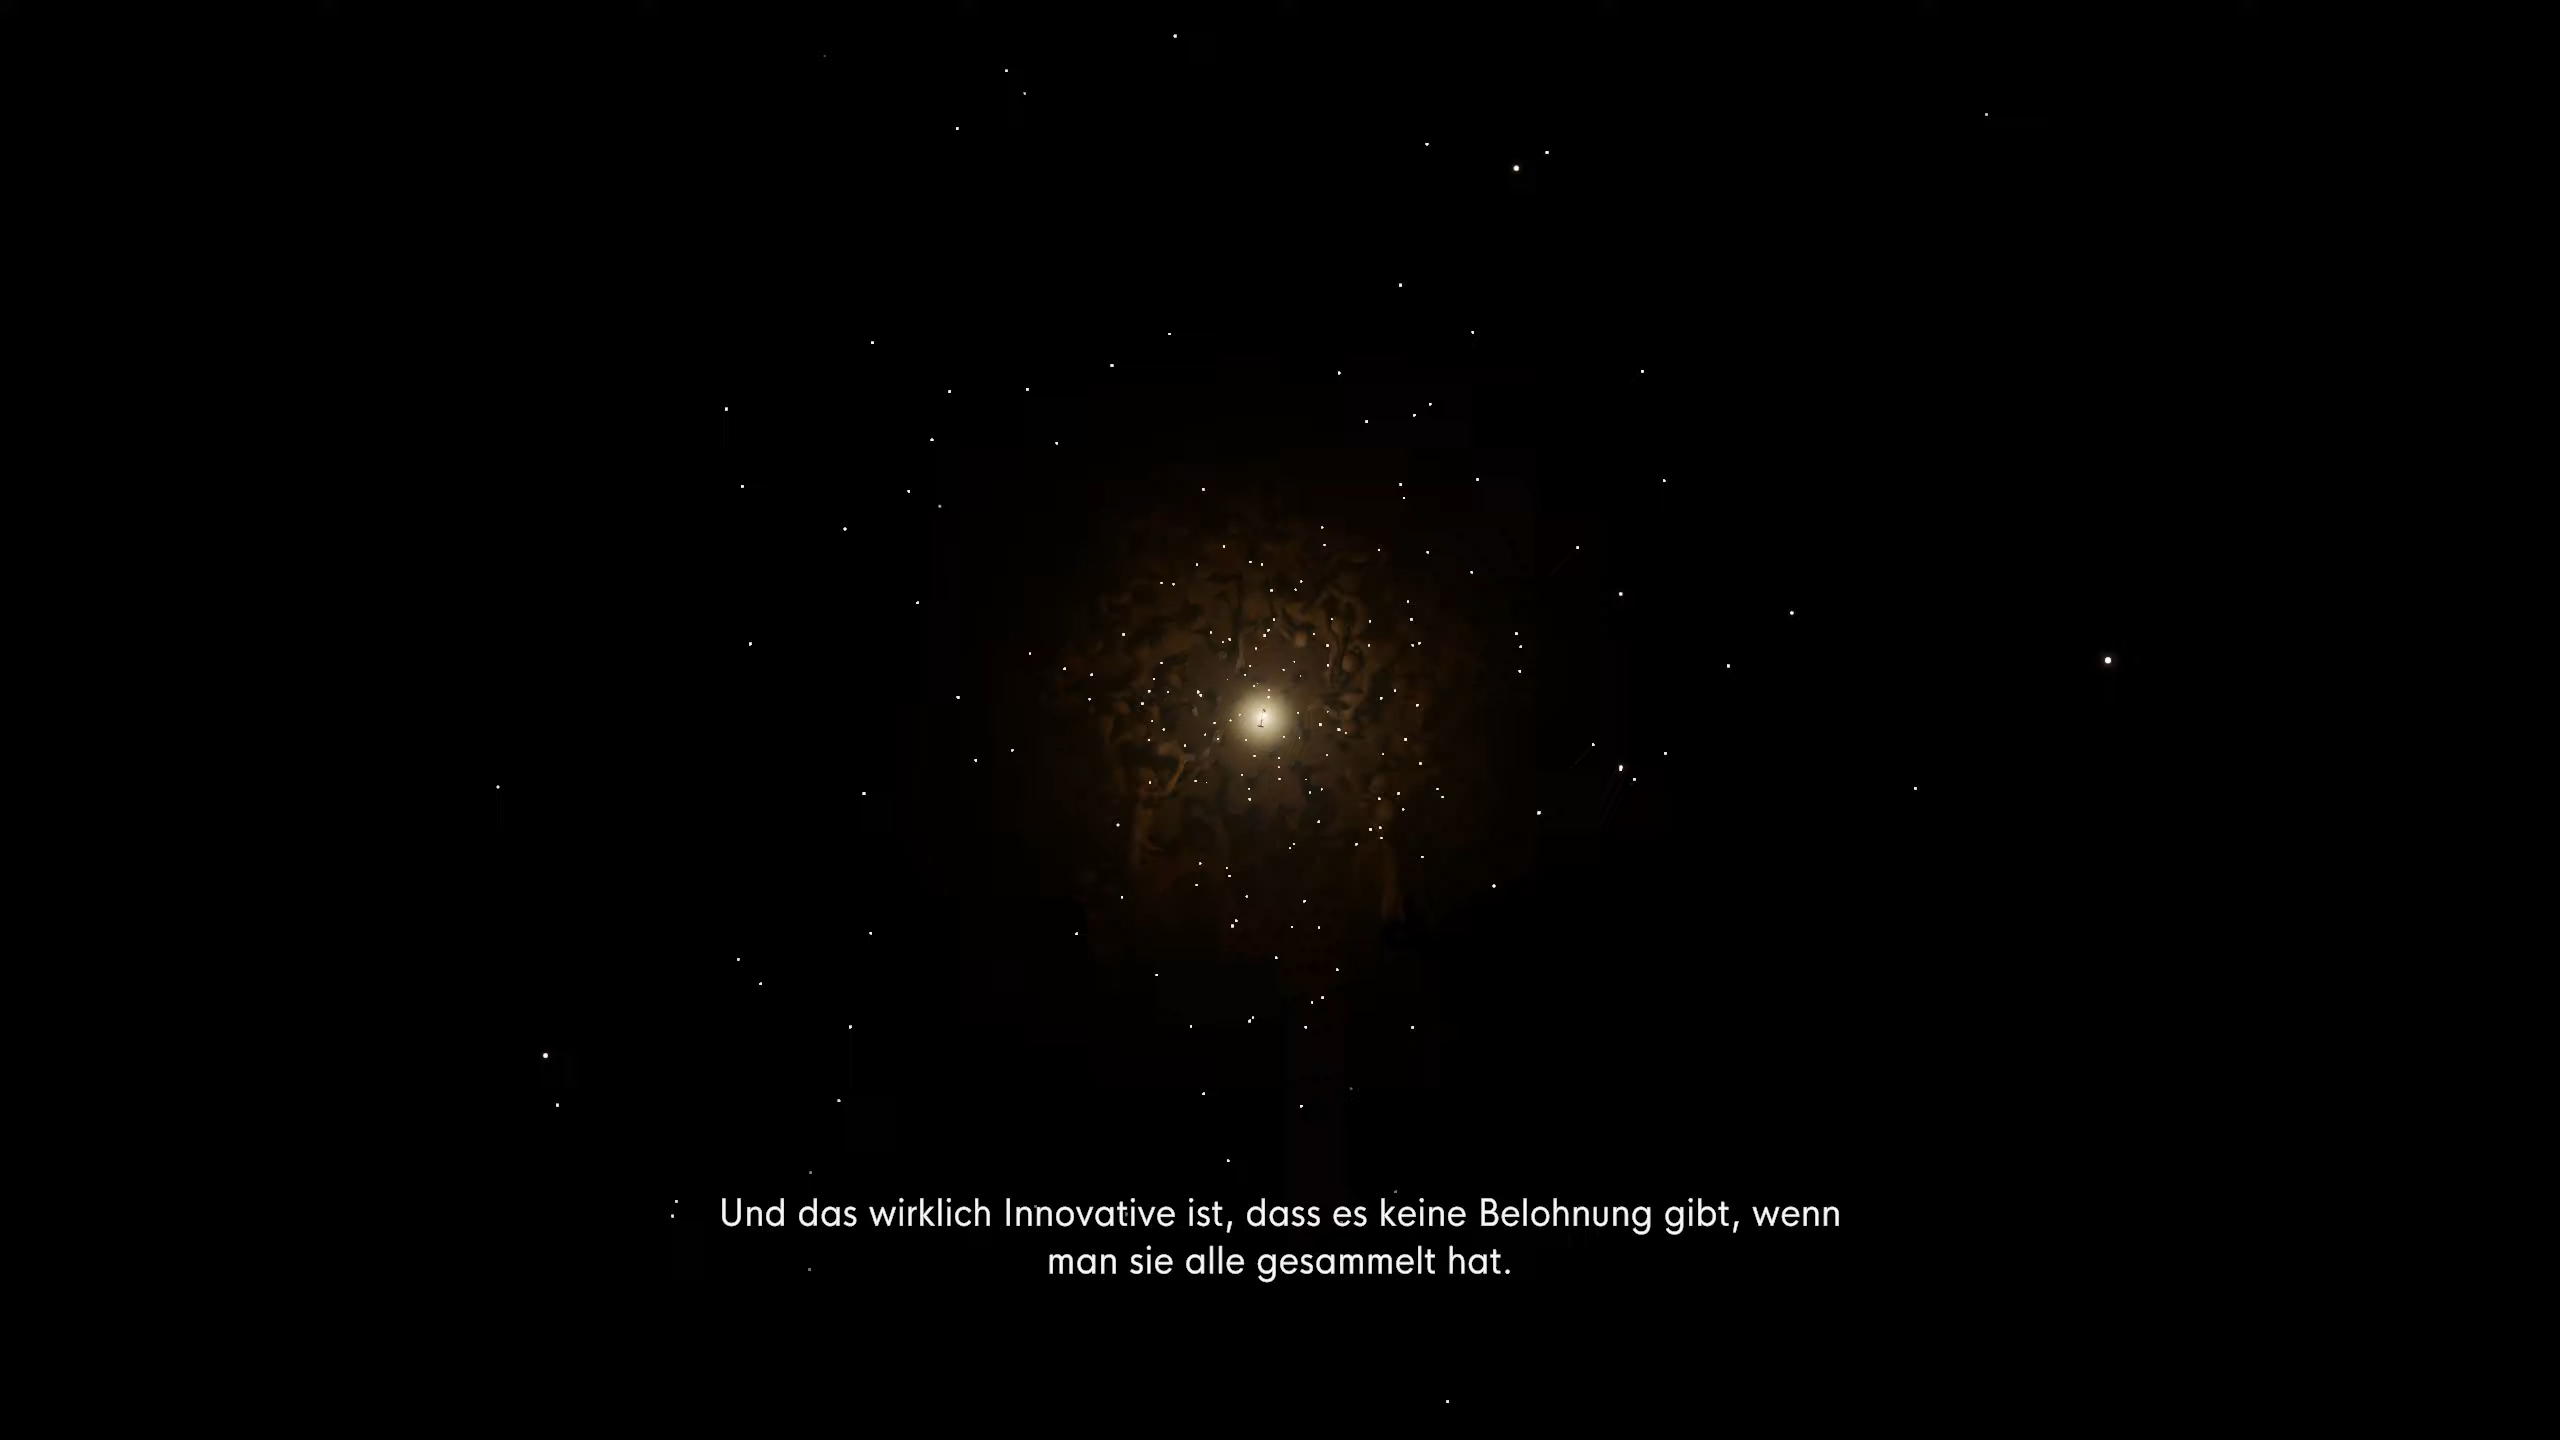 Und das wirklich Innovative ist, dass es keine Belohnung gibt, wenn
man sie alle gesammelt hat.